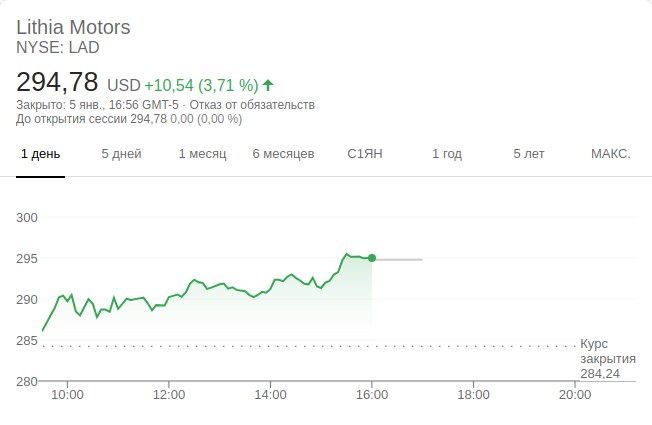 Lithia Motors
NYSE: LAD
294,78 USD +10,54 (3,71 %)
Закрыто: 5 янв., 16:56 GMT-5 · Отказ от обязательств
До открытия сессии 294,78 0,00 (0,00 %)
1 день 5 дней 1 месяц 6 месяцев С1ЯН 1 год 5 лет МАКС.
300
295
290
285
Курс
закрытия
284,24
280
10:00 12:00 14:00 16:00 18:00 20:00